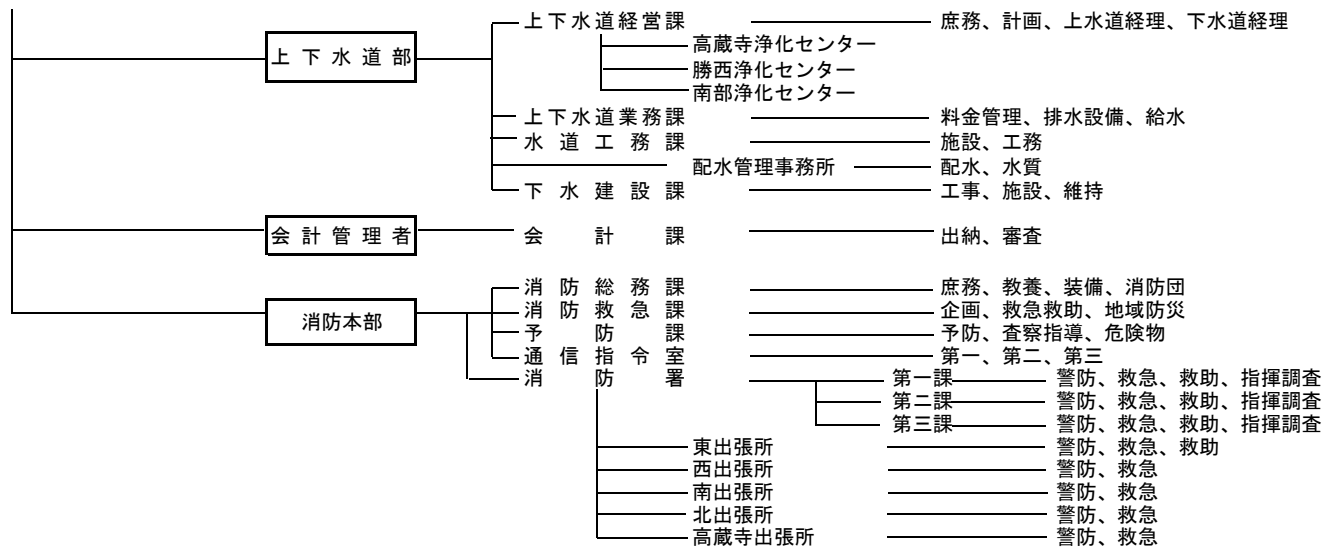 上下水道経営課 庶務、計画、上水道経理、下水道経理
高蔵寺浄化センター
上下水道部
勝西浄化センター
南部浄化センター
上下水道業務課 料金管理、排水設備、給水
水道工務課 施設、工務
配水管理事務所 配水、水質
下水建設課 工事、施設、維持
会計管理者 会計課 出納、審査
消防総務課 庶務、教養、装備、消防団
消防救急課 企画、救急救助、地域防災
消防本部
予防課 予防、査察指導、危険物
通信指令室 第一、第二、第三
消防署 第一課 警防、救急、救助、指揮調査
第二課 警防、救急、救助、指揮調査
第三課 警防、救急、救助、指揮調査
東出張所 警防、救急、救助
西出張所 警防、救急
南出張所 警防、救急
北出張所 警防、救急
高蔵寺出張所 警防、救急